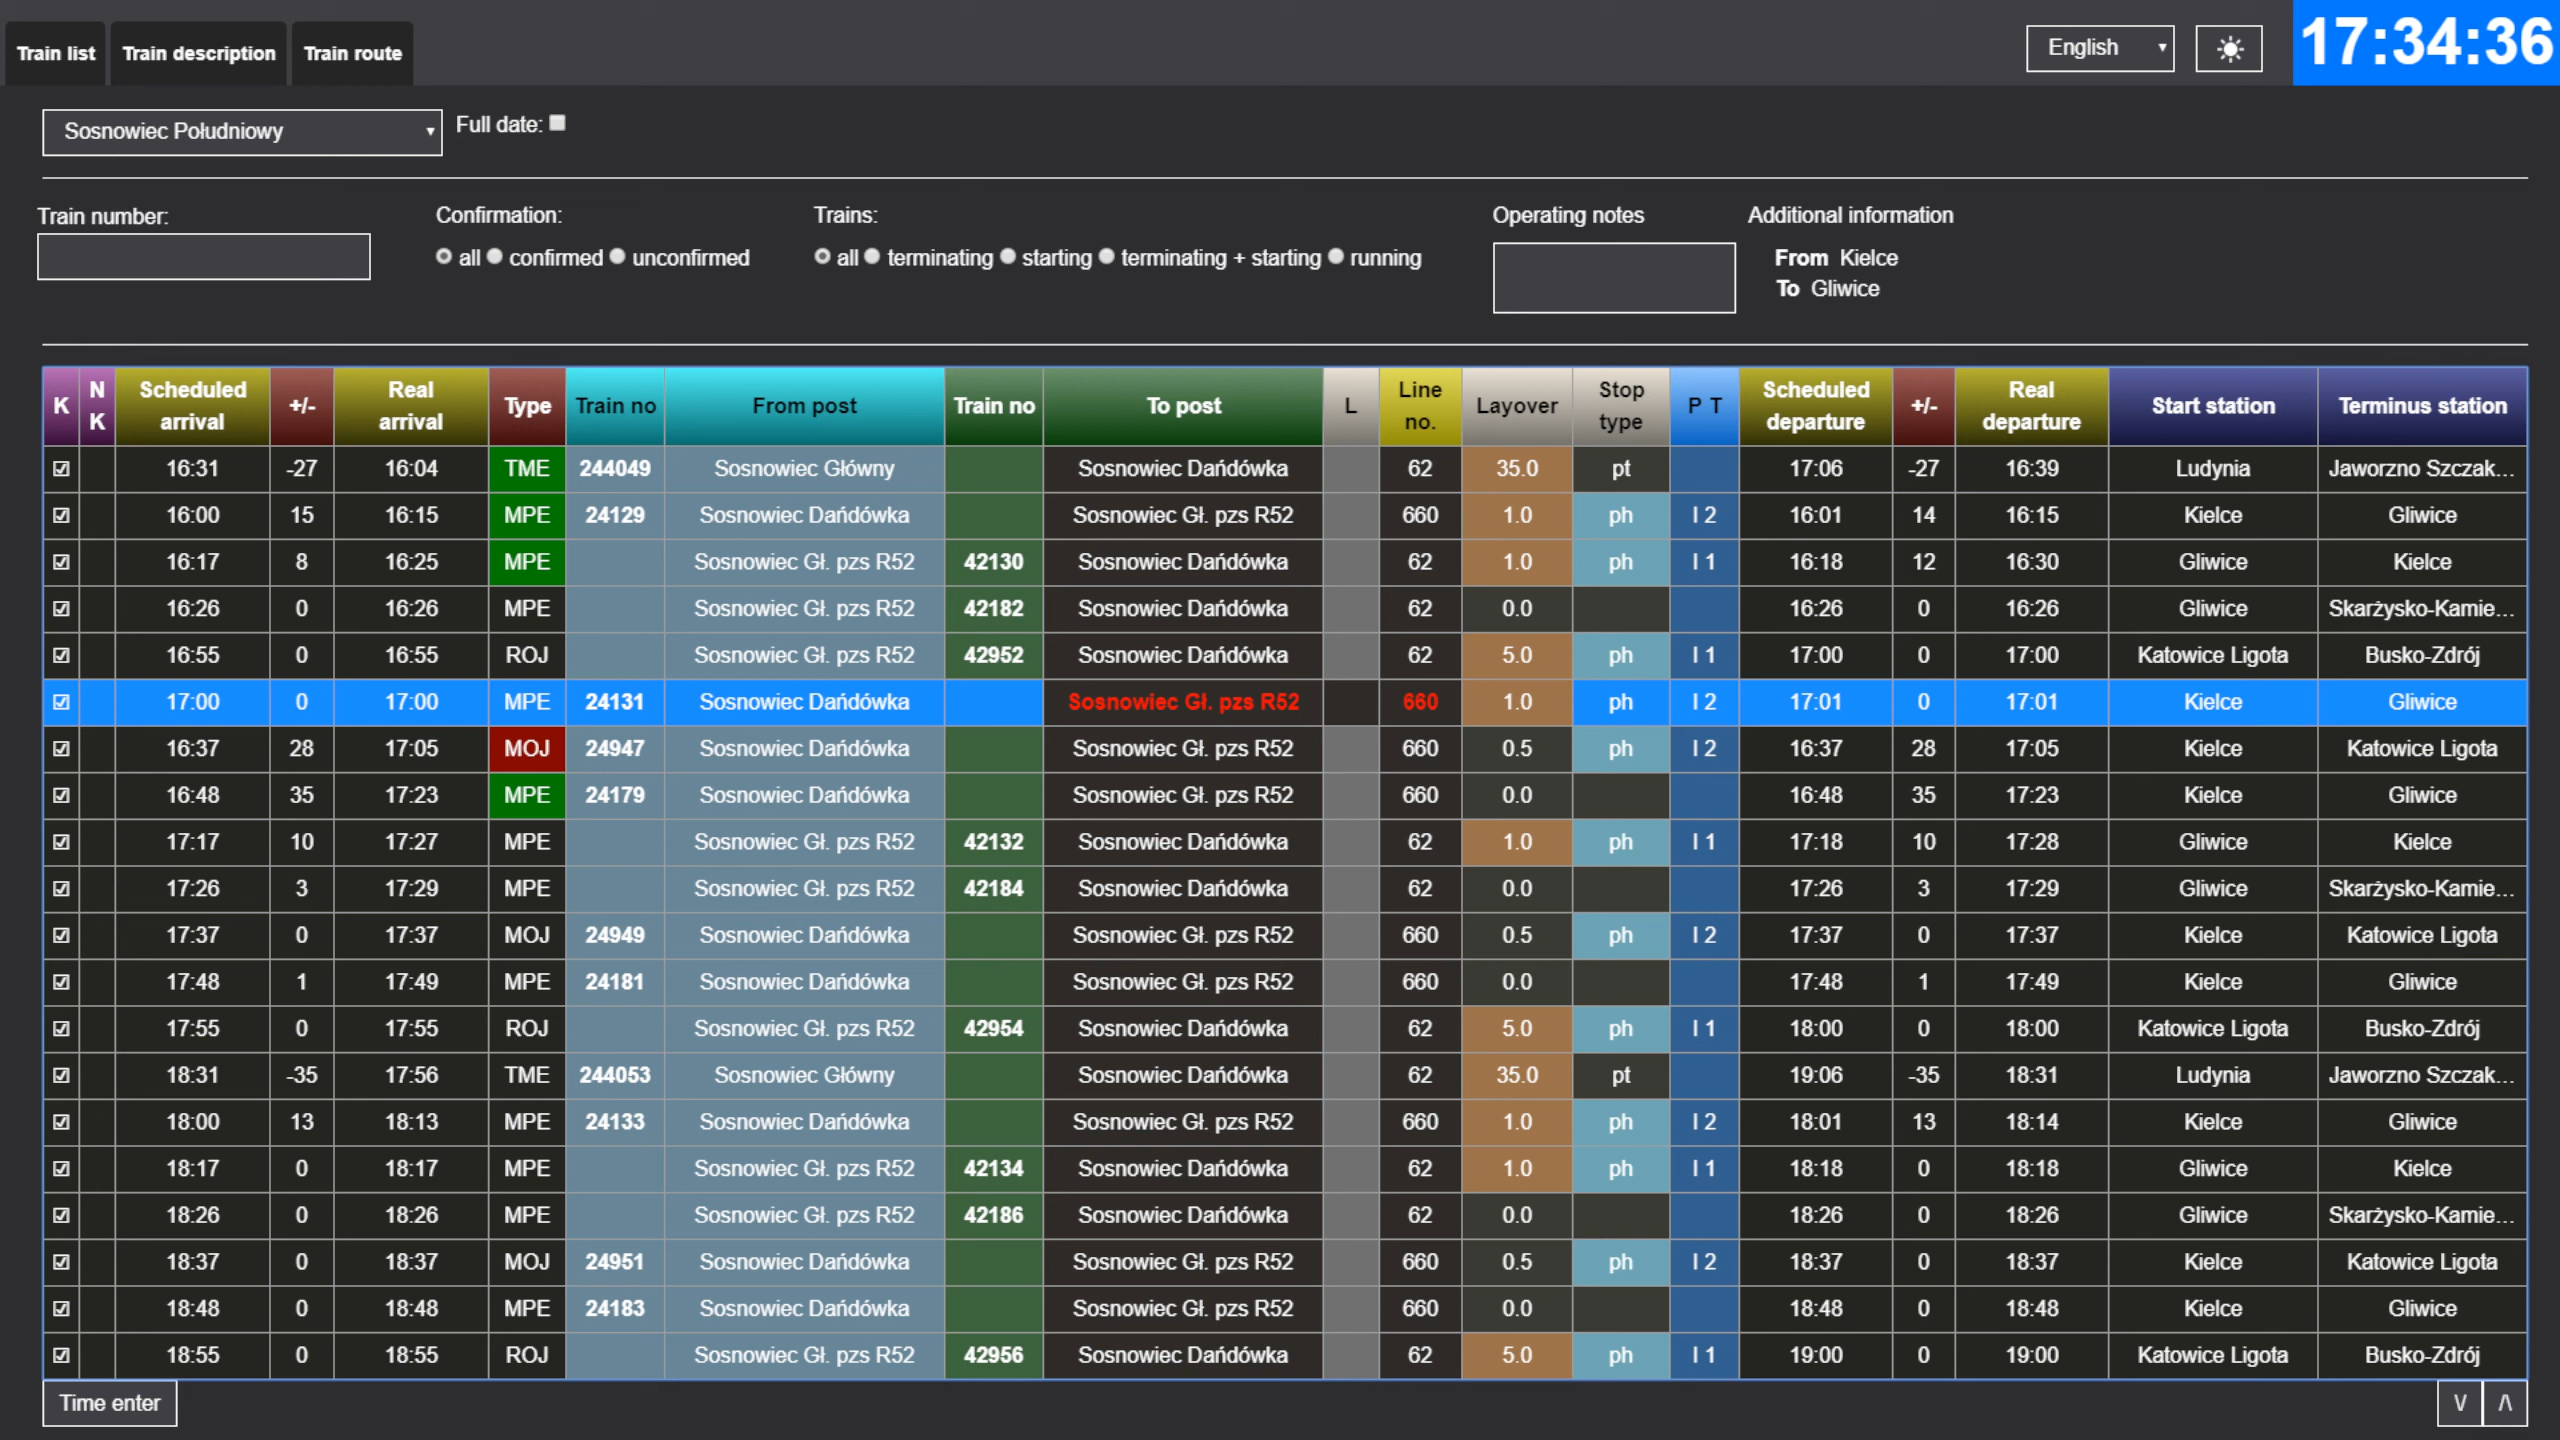 Train list Train description Train route English 17:34:36
Sosnowiec Południowy Full date:
Train number: Confirmation: Trains: Operating notes Additional information
all confirmed unconfirmed all terminating starting terminating + starting running From Kielce
To Gliwice
K N K Scheduled arrival +/- Real arrival Type Train no From post Train no To post L Line no. Layover Stop type P T Scheduled departure +/- Real departure Start station Terminus station
16:31 -27 16:04 TME 244049 Sosnowiec Główny Sosnowiec Dańdówka 62 35.0 pt 17:06 -27 16:39 Ludynia Jaworzno Szczak...
16:00 15 16:15 MPE 24129 Sosnowiec Dańdówka Sosnowiec Gł. pzs R52 660 1.0 ph I 2 16:01 14 16:15 Kielce Gliwice
16:17 8 16:25 MPE Sosnowiec Gł. pzs R52 42130 Sosnowiec Dańdówka 62 1.0 ph I 1 16:18 12 16:30 Gliwice Kielce
16:26 0 16:26 MPE Sosnowiec Gł. pzs R52 42182 Sosnowiec Dańdówka 62 0.0 16:26 0 16:26 Gliwice Skarżysko-Kamie...
16:55 0 16:55 ROJ Sosnowiec Gł. pzs R52 42952 Sosnowiec Dańdówka 62 5.0 ph I 1 17:00 0 17:00 Katowice Ligota Busko-Zdrój
17:00 0 17:00 MPE 24131 Sosnowiec Dańdówka Sosnowiec Gł. pzs R52 660 1.0 ph I 2 17:01 0 17:01 Kielce Gliwice
16:37 28 17:05 MOJ 24947 Sosnowiec Dańdówka Sosnowiec Gł. pzs R52 660 0.5 ph I 2 16:37 28 17:05 Kielce Katowice Ligota
16:48 35 17:23 MPE 24179 Sosnowiec Dańdówka Sosnowiec Gł. pzs R52 660 0.0 16:48 35 17:23 Kielce Gliwice
17:17 10 17:27 MPE Sosnowiec Gł. pzs R52 42132 Sosnowiec Dańdówka 62 1.0 ph I 1 17:18 10 17:28 Gliwice Kielce
17:26 3 17:29 MPE Sosnowiec Gł. pzs R52 42184 Sosnowiec Dańdówka 62 0.0 17:26 3 17:29 Gliwice Skarżysko-Kamie...
17:37 0 17:37 MOJ 24949 Sosnowiec Dańdówka Sosnowiec Gł. pzs R52 660 0.5 ph I 2 17:37 0 17:37 Kielce Katowice Ligota
17:48 1 17:49 MPE 24181 Sosnowiec Dańdówka Sosnowiec Gł. pzs R52 660 0.0 17:48 1 17:49 Kielce Gliwice
17:55 0 17:55 ROJ Sosnowiec Gł. pzs R52 42954 Sosnowiec Dańdówka 62 5.0 ph I 1 18:00 0 18:00 Katowice Ligota Busko-Zdrój
18:31 -35 17:56 TME 244053 Sosnowiec Główny Sosnowiec Dańdówka 62 35.0 pt 19:06 -35 18:31 Ludynia Jaworzno Szczak...
18:00 13 18:13 MPE 24133 Sosnowiec Dańdówka Sosnowiec Gł. pzs R52 660 1.0 ph I 2 18:01 13 18:14 Kielce Gliwice
18:17 0 18:17 MPE Sosnowiec Gł. pzs R52 42134 Sosnowiec Dańdówka 62 1.0 ph I 1 18:18 0 18:18 Gliwice Kielce
18:26 0 18:26 MPE Sosnowiec Gł. pzs R52 42186 Sosnowiec Dańdówka 62 0.0 18:26 0 18:26 Gliwice Skarżysko-Kamie...
18:37 0 18:37 MOJ 24951 Sosnowiec Dańdówka Sosnowiec Gł. pzs R52 660 0.5 ph I 2 18:37 0 18:37 Kielce Katowice Ligota
18:48 0 18:48 MPE 24183 Sosnowiec Dańdówka Sosnowiec Gł. pzs R52 660 0.0 18:48 0 18:48 Kielce Gliwice
18:55 0 18:55 ROJ Sosnowiec Gł. pzs R52 42956 Sosnowiec Dańdówka 62 5.0 ph I 1 19:00 0 19:00 Katowice Ligota Busko-Zdrój
Time enter